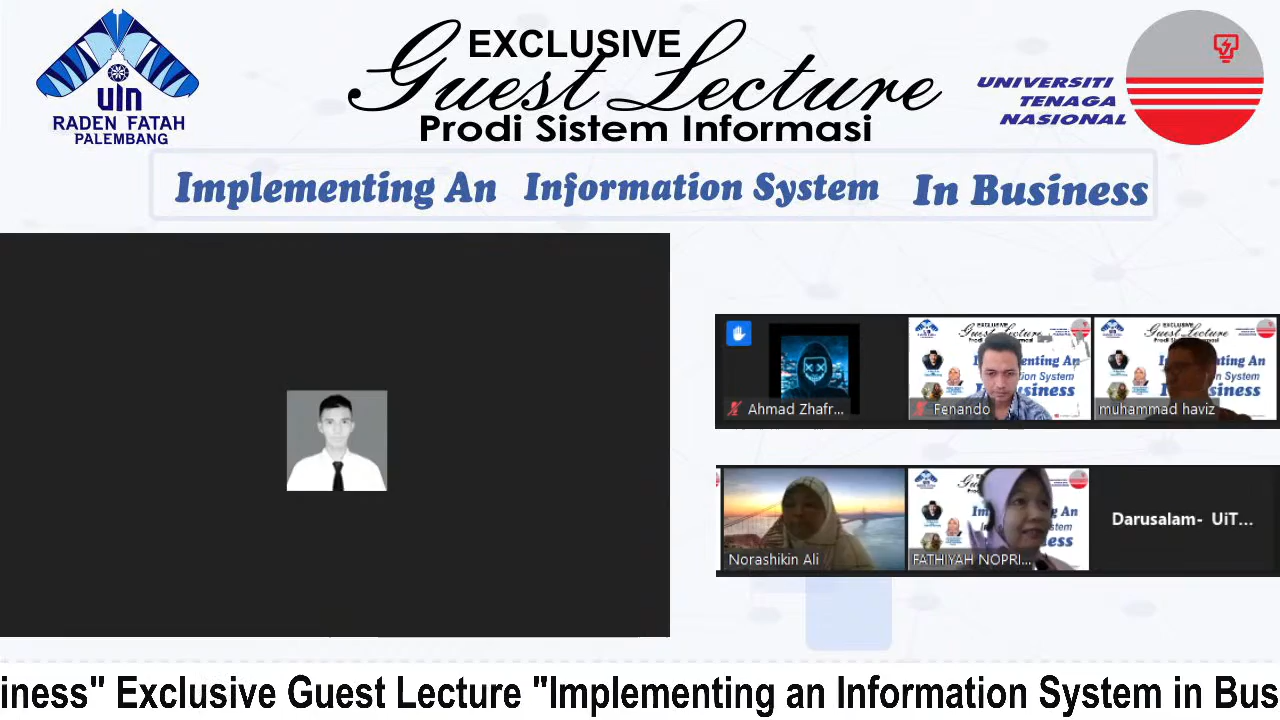 uin
RADEN FATAH
PALEMBANG
EXCLUSIVE
Guest Lecture
Prodi Sistem Informasi
UNIVERSITI
TENAGA
NASIONAL
Implementing An Information System In Business
Ahmad Zhafr...
Fenando
muhammad haviz
Norashikin Ali
FATHIYAH NOPRI...
Darusalam- UiT...
iness" Exclusive Guest Lecture "Implementing an Information System in Bus